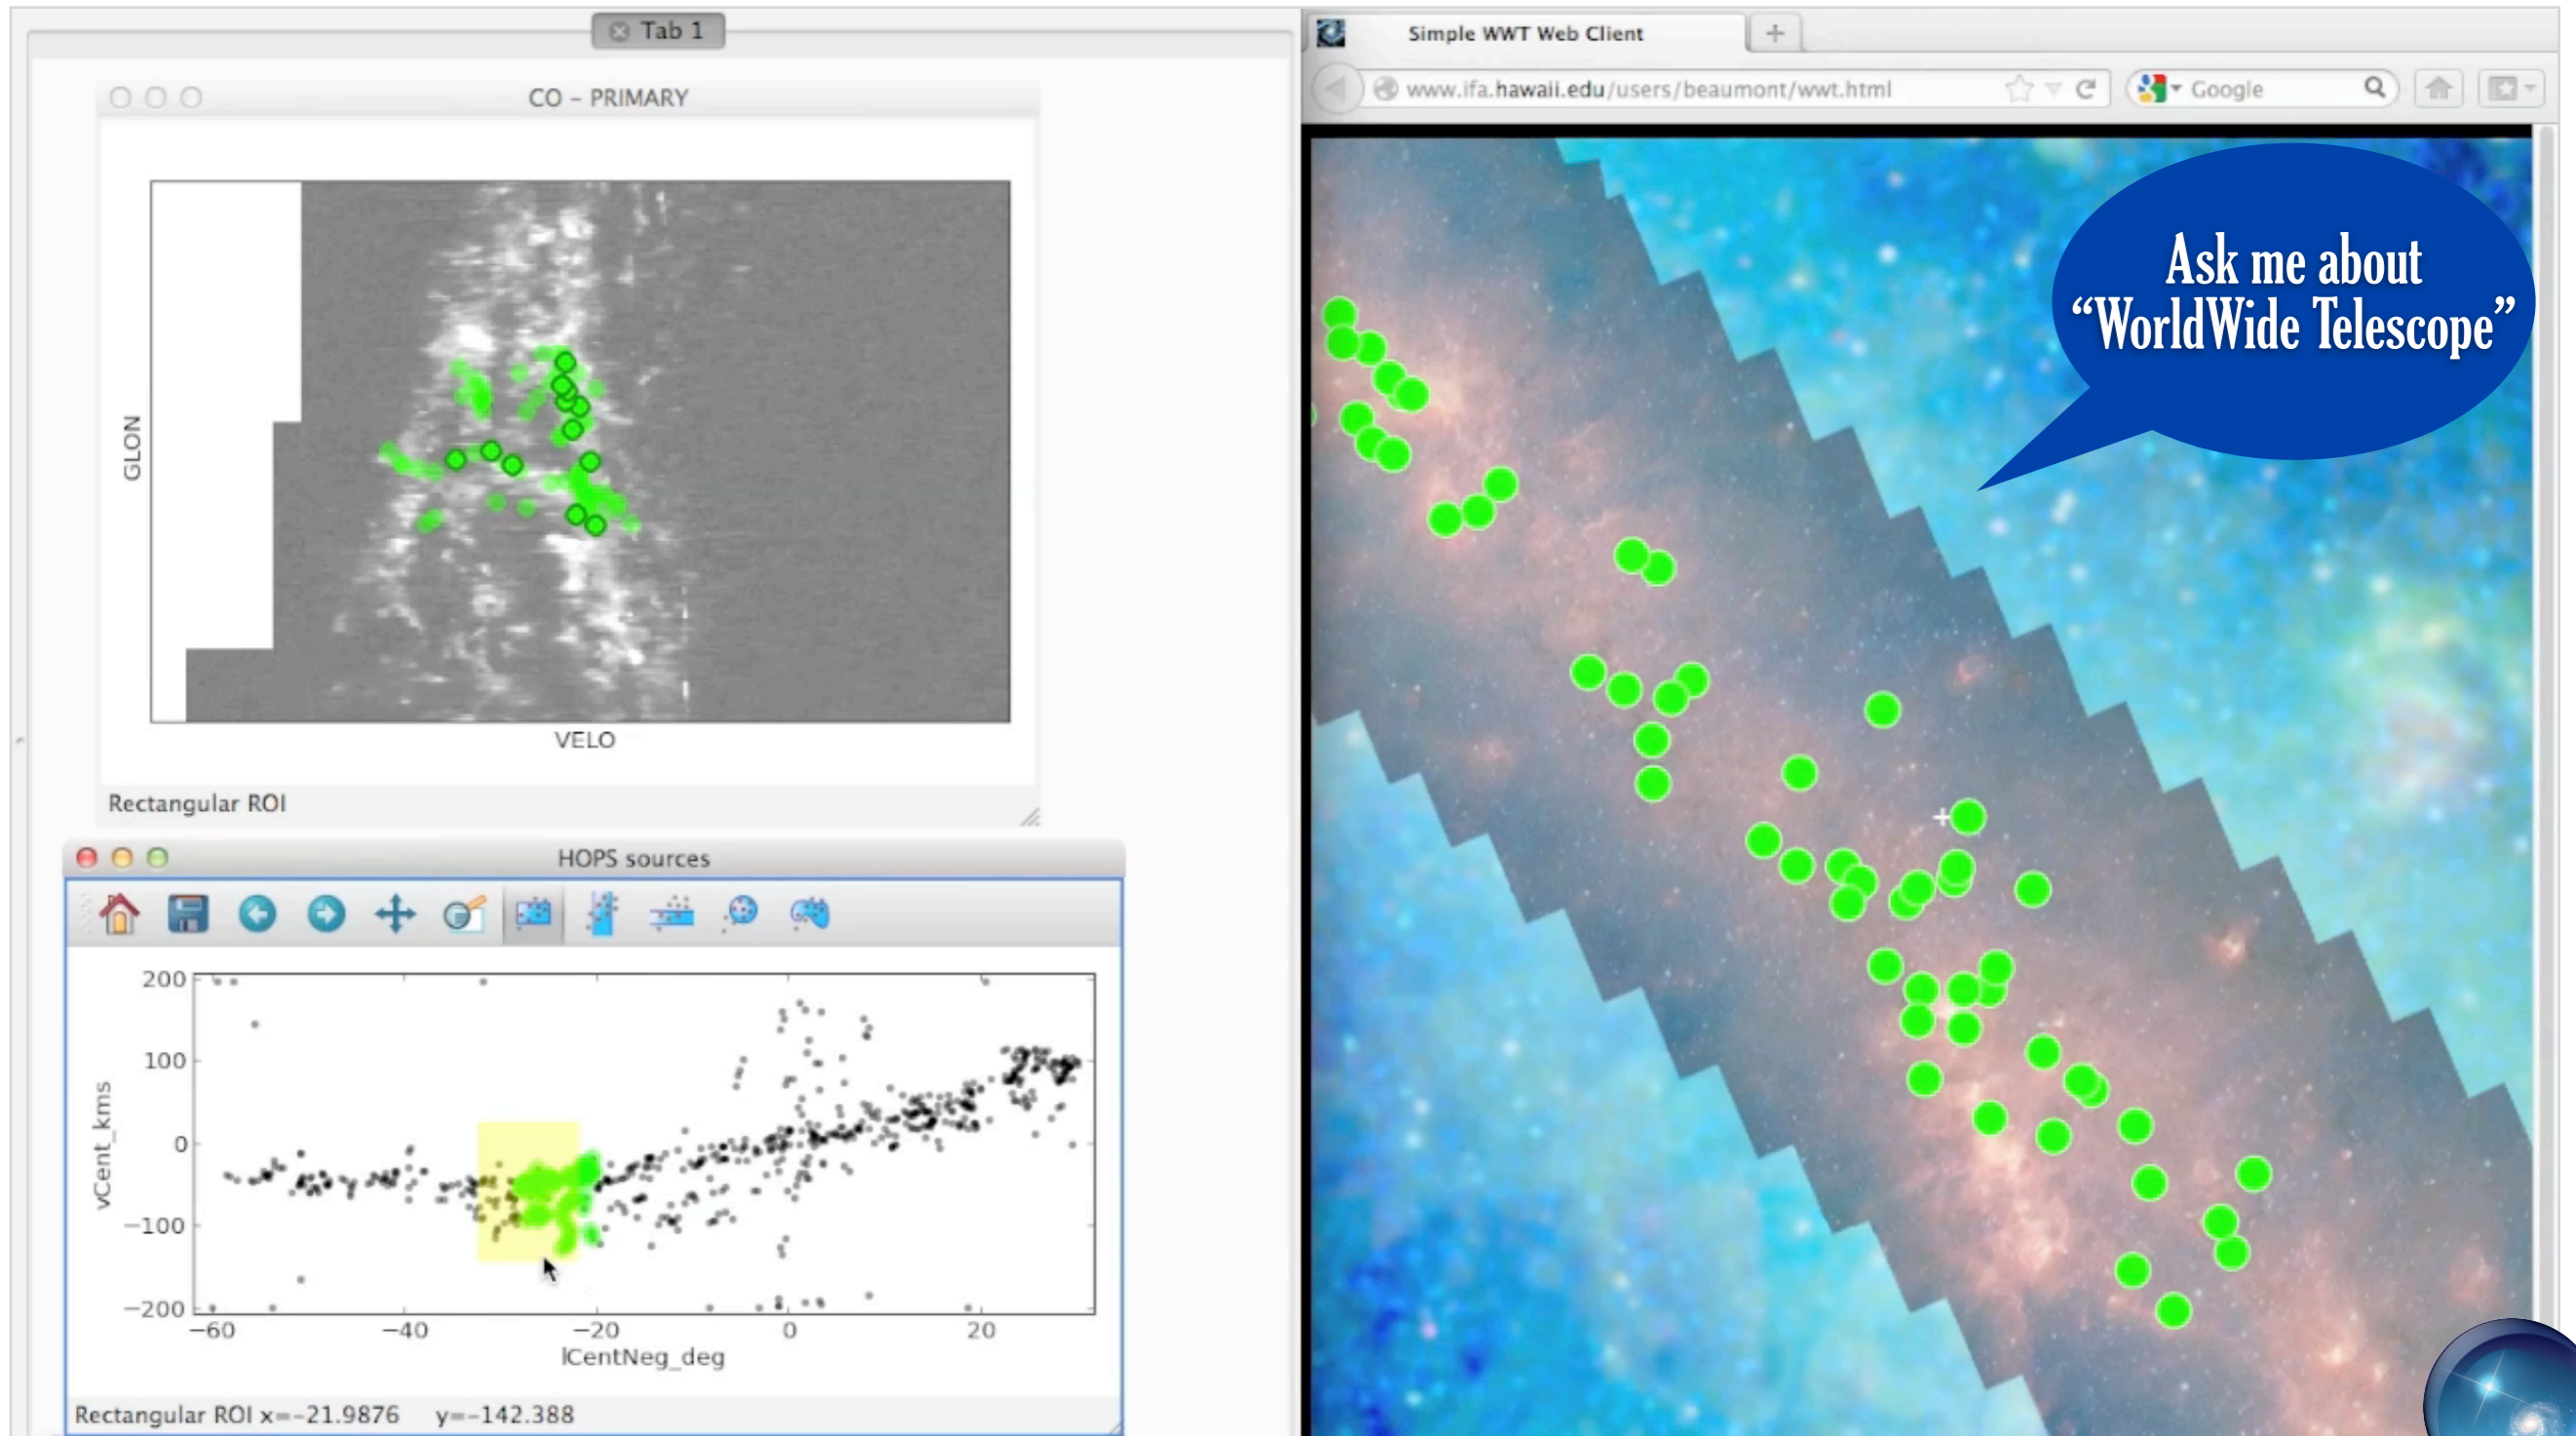 Tab 1
CO – PRIMARY
GLON
VELO
Rectangular ROI
HOPS sources
200
100
0
−100
−200
vCent_kms
−60
−40
−20
0
20
lCentNeg_deg
Rectangular ROI x=−21.9876 y=−142.388
Simple WWT Web Client
www.ifa.hawaii.edu/users/beaumont/wwt.html
Google
Ask me about
“WorldWide Telescope”